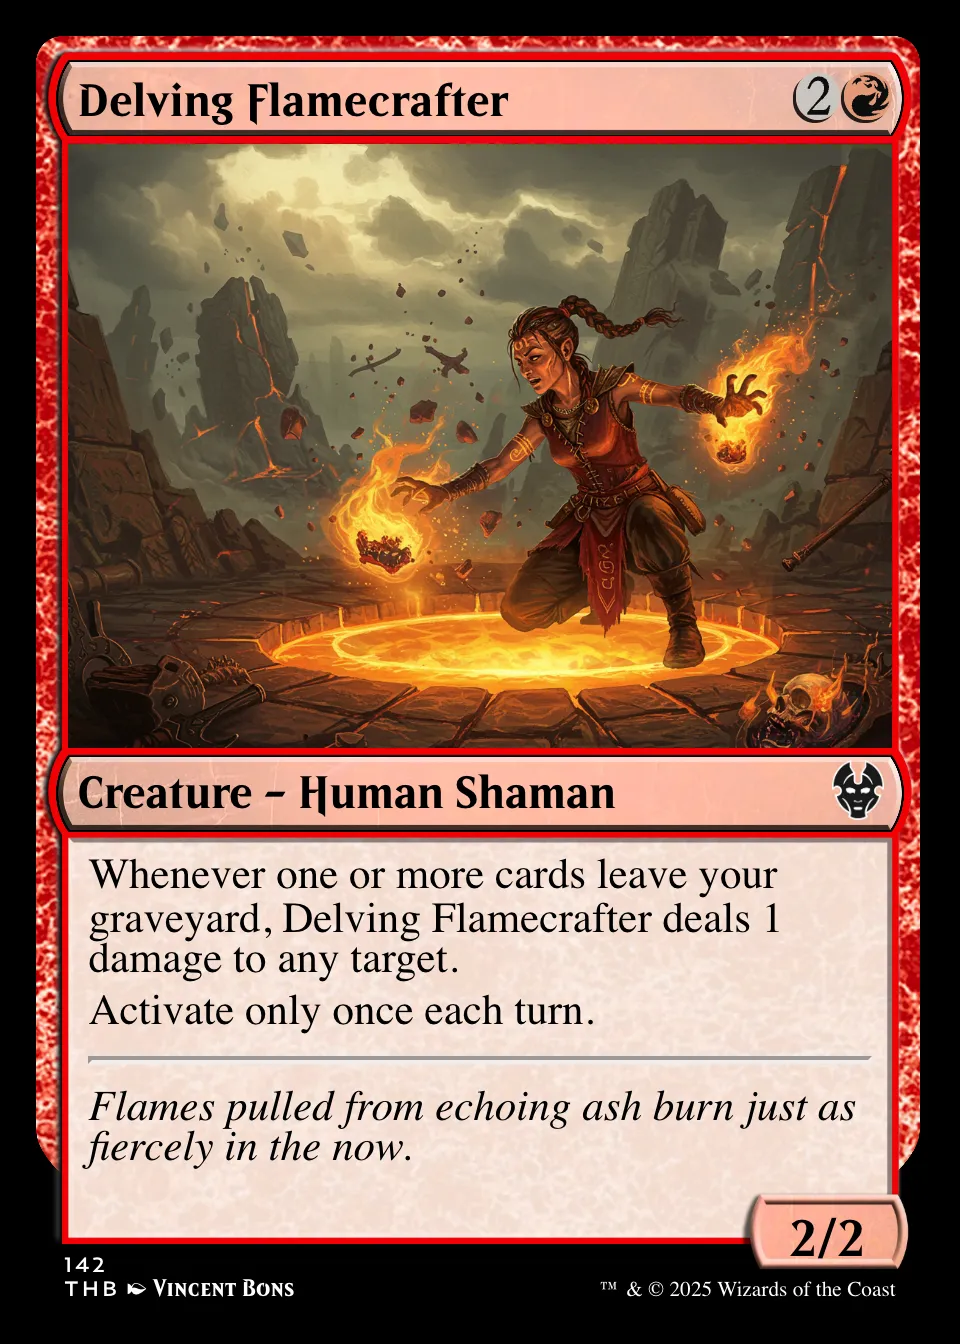 Delving Flamecrafter 2
Creature – Human Shaman
Whenever one or more cards leave your
graveyard, Delving Flamecrafter deals 1
damage to any target.
Activate only once each turn.
Flames pulled from echoing ash burn just as
fiercely in the now.
2/2
142
THB VINCENT BONS
™ & © 2025 Wizards of the Coast